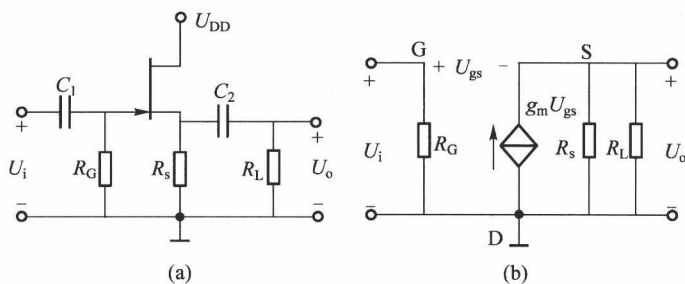 U_DD
C_1
C_2
+
+
U_i
R_G
R_s
R_L
U_o
−
−
(a)
G
+ U_gs −
S
+
+
g_m U_gs
U_i
R_G
R_s
R_L
U_o
−
−
D
(b)